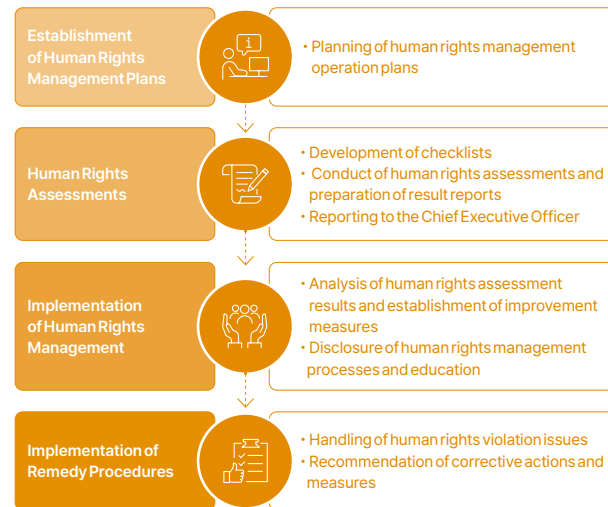 Establishment
of Human Rights
Management Plans
i
• Planning of human rights management
operation plans
Human Rights
Assessments
• Development of checklists
• Conduct of human rights assessments and
preparation of result reports
• Reporting to the Chief Executive Officer
Implementation
of Human Rights
Management
• Analysis of human rights assessment
results and establishment of improvement
measures
• Disclosure of human rights management
processes and education
Implementation of
Remedy Procedures
• Handling of human rights violation issues
• Recommendation of corrective actions and
measures